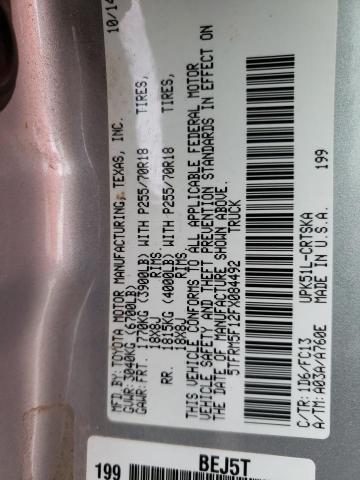 10/14
MFD.BY: TOYOTA MOTOR MANUFACTURING, TEXAS, INC.
GVWR: 3040KG (6700LB)
GAWR:FRT. 1770KG (3900LB) WITH P255/70R18 TIRES,
18X8J RIMS,
RR. 1815KG (4000LB) WITH P255/70R18 TIRES,
18X8J RIMS,
THIS VEHICLE CONFORMS TO ALL APPLICABLE FEDERAL MOTOR
VEHICLE SAFETY AND THEFT PREVENTION STANDARDS IN EFFECT ON
THE DATE OF MANUFACTURE SHOWN ABOVE.
5TFRM5F12FX084492 TRUCK
199
C/TR: 1D6/FC13 UPK51L-CRTSKA
A/TM: A03A/A760E MADE IN U.S.A.
199 BEJ5T